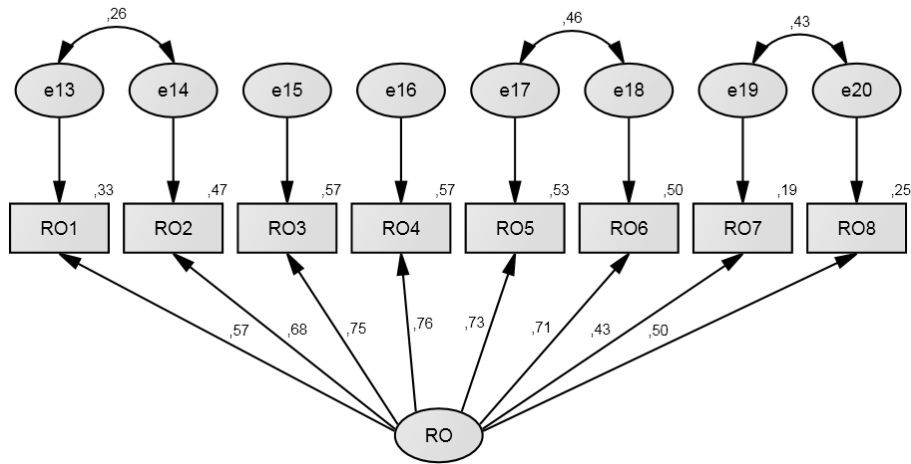 ,26 ,46 ,43
e13 e14 e15 e16 e17 e18 e19 e20
,33 ,47 ,57 ,57 ,53 ,50 ,19 ,25
RO1 RO2 RO3 RO4 RO5 RO6 RO7 RO8
,57 ,68 ,75 ,76 ,73 ,71 ,43 ,50
RO